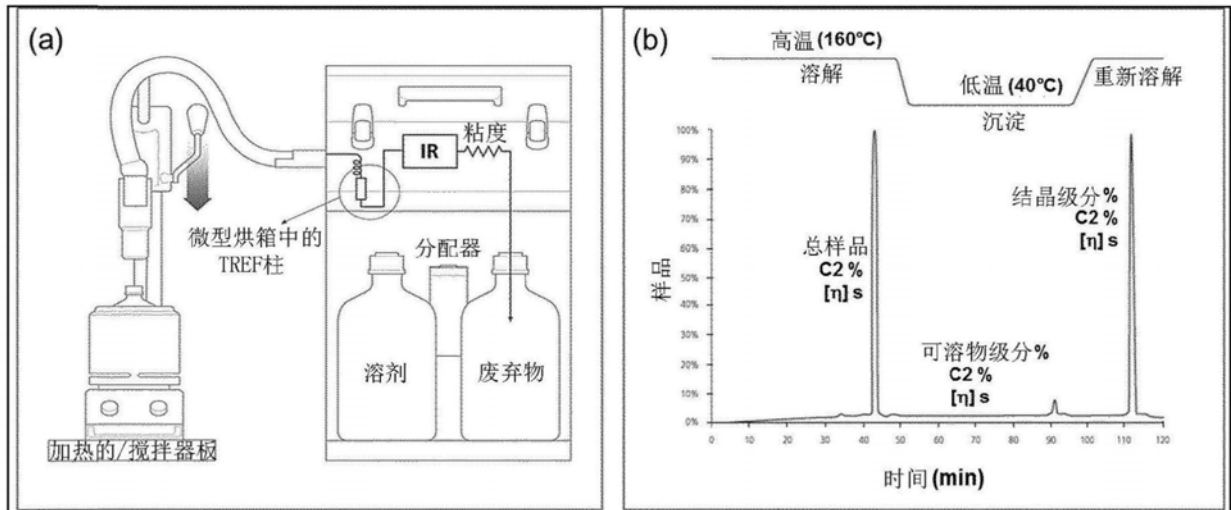 (a)
粘度
IR
微型烘箱中的
TREF柱
分配器
溶剂
废弃物
加热的/搅拌器板
(b)
高温(160℃)
溶解
低温(40℃)
沉淀
重新溶解
100%
90%
80%
70%
60%
50%
40%
30%
20%
10%
0%
样品
总样品
C2 %
[η] s
可溶物级分%
C2 %
[η] s
结晶级分%
C2 %
[η] s
0 10 20 30 40 50 60 70 80 90 100 110 120
时间(min)